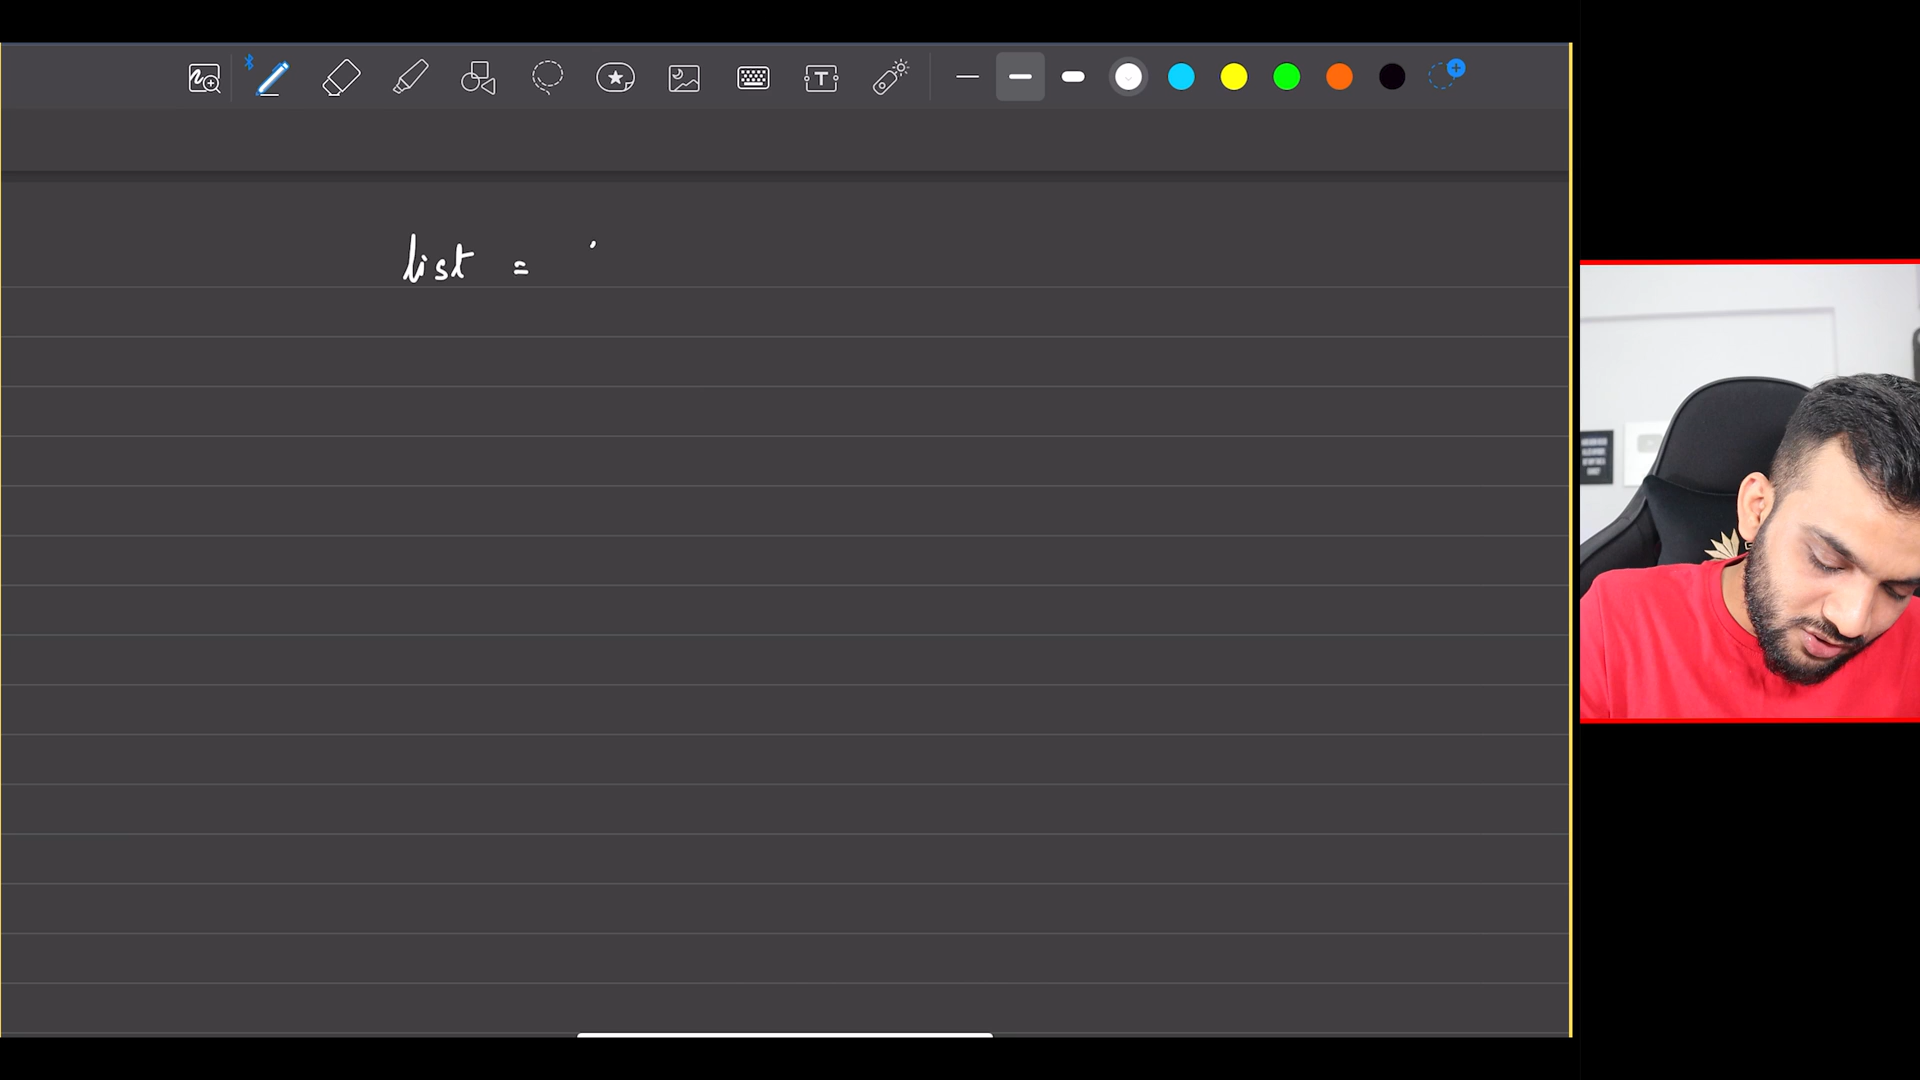 list =